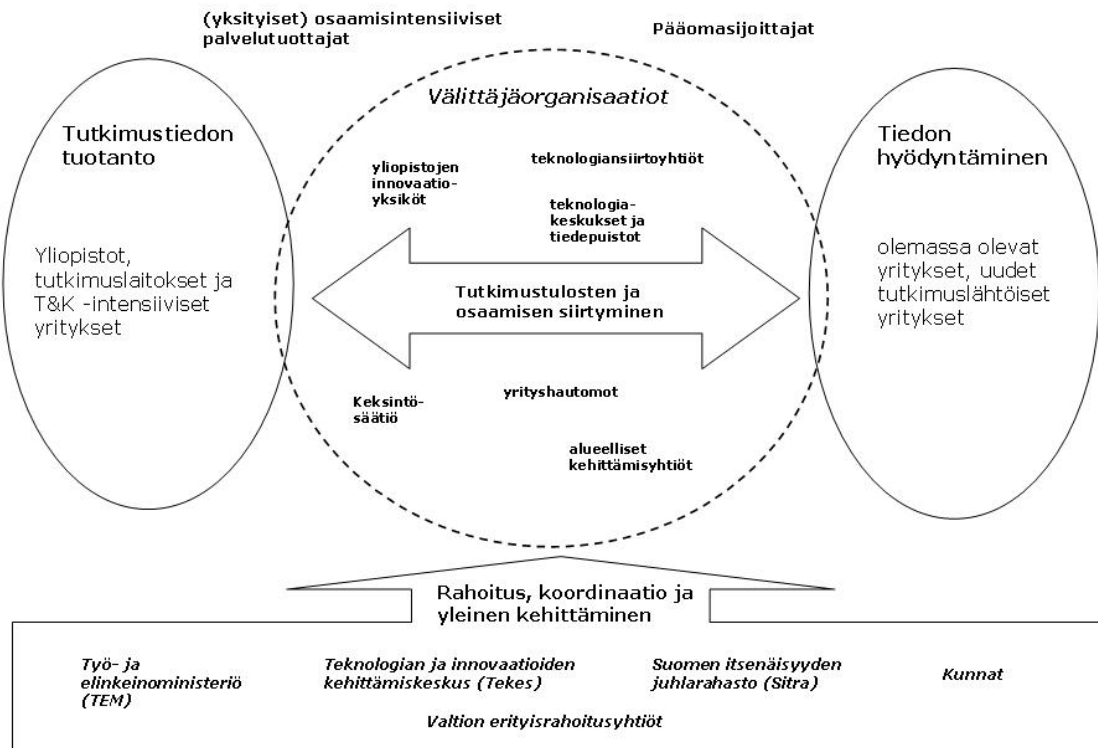 (yksityiset) osaamisintensiiviset
palvelutuottajat
Pääomasijoittajat
Välittäjäorganisaatiot
Tutkimustiedon
tuotanto
Yliopistot,
tutkimuslaitokset ja
T&K -intensiiviset
yritykset
yliopistojen
innovaatio-
yksiköt
teknologiansiirtoyhtiöt
teknologia-
keskukset ja
tiedepuistot
Tutkimustulosten ja
osaamisen siirtyminen
Keksintö-
säätiö
yrityshautomot
alueelliset
kehittämisyhtiöt
Tiedon
hyödyntäminen
olemassa olevat
yritykset, uudet
tutkimuslähtöiset
yritykset
Rahoitus, koordinaatio ja
yleinen kehittäminen
Työ- ja
elinkeinoministeriö
(TEM)
Teknologian ja innovaatioiden
kehittämiskeskus (Tekes)
Suomen itsenäisyyden
juhlarahasto (Sitra)
Kunnat
Valtion erityisrahoitusyhtiöt